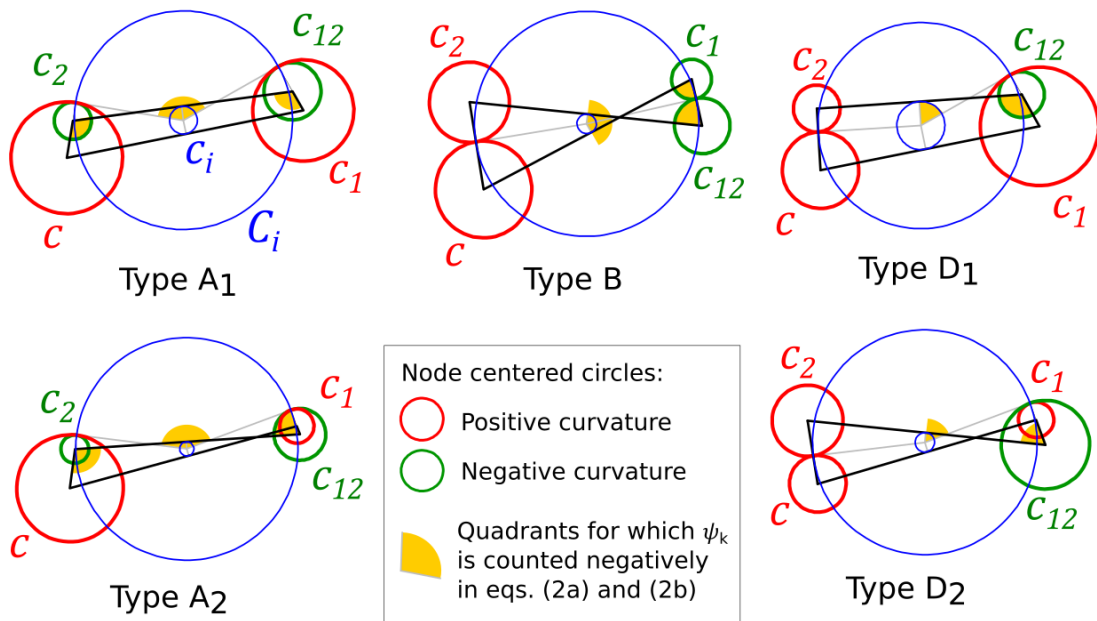 c₂ c₁₂ cᵢ c₁ c Cᵢ
Type A₁
c₂ c₁ c c₁₂
Type B
c₂ c₁₂ c c₁
Type D₁
c₂ c₁ c c₁₂
Type A₂
Node centered circles:
Positive curvature
Negative curvature
Quadrants for which ψₖ
is counted negatively
in eqs. (2a) and (2b)
c₂ c₁ c c₁₂
Type D₂